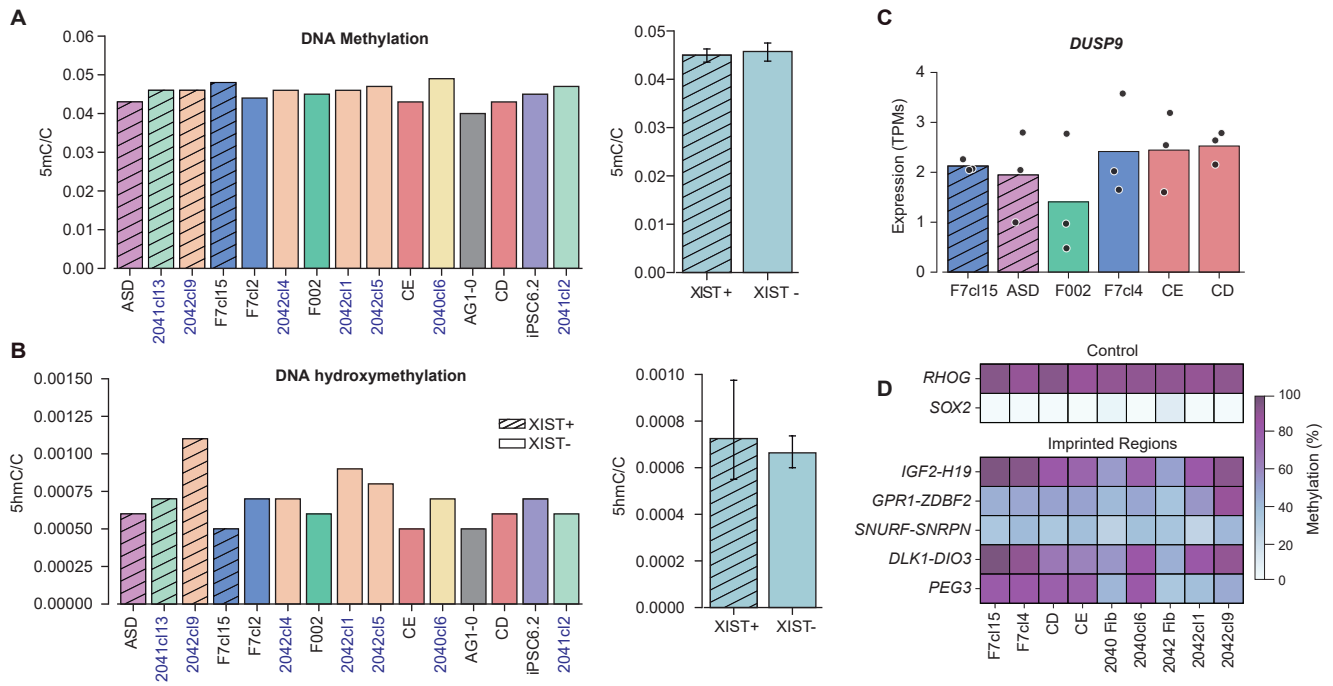 A
DNA Methylation
5mC/C
0.06
0.05
0.04
0.03
0.02
0.01
0.00
ASD
2041cl13
2042cl9
F7cl15
F7cl2
2042cl4
F002
2042cl1
2042cl5
CE
2040cl6
AG1-0
CD
iPSC6.2
2041cl2
5mC/C
0.05
0.04
0.03
0.02
0.01
0.00
XIST+
XIST -
B
DNA hydroxymethylation
5hmC/C
0.00150
0.00125
0.00100
0.00075
0.00050
0.00025
0.00000
XIST+
XIST-
ASD
2041cl13
2042cl9
F7cl15
F7cl2
2042cl4
F002
2042cl1
2042cl5
CE
2040cl6
AG1-0
CD
iPSC6.2
2041cl2
5hmC/C
0.0010
0.0008
0.0006
0.0004
0.0002
0.0000
XIST+
XIST-
C
DUSP9
Expression (TPMs)
4
3
2
1
0
F7cl15
ASD
F002
F7cl4
CE
CD
D
Control
RHOG
SOX2
Imprinted Regions
IGF2-H19
GPR1-ZDBF2
SNURF-SNRPN
DLK1-DIO3
PEG3
F7cl15
F7cl4
CD
CE
2040 Fib
2040cl6
2042 Fib
2042cl1
2042cl9
100
80
60
40
20
0
Methylation (%)